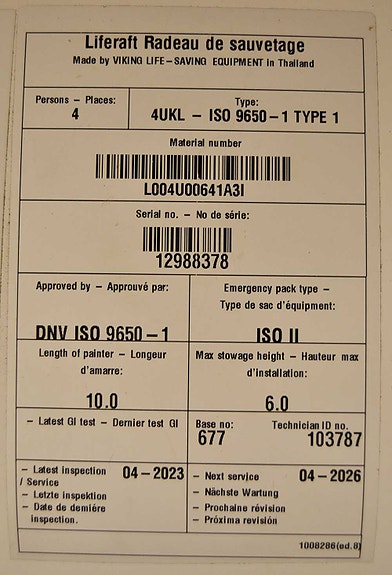 Liferaft Radeau de sauvetage
Made by VIKING LIFE-SAVING EQUIPMENT in Thailand
Persons - Places:
4
Type:
4UKL - ISO 9650-1 TYPE 1
Material number
L004U00641A3I
Serial no. - No de série:
12988378
Approved by - Approuvé par:
DNV ISO 9650-1
Emergency pack type -
Type de sac d'équipment:
ISO II
Length of painter - Longeur
d'amarre:
10.0
Max stowage height - Hauteur max
d'installation:
6.0
- Latest GI test - Dernier test GI
Base no:
677
Technician ID no.
103787
- Latest inspection
/ Service
- Letzte inspektion
- Date de demiére
inspection.
04-2023
- Next service
- Nächste Wartung
- Prochaine révision
- Próxima revisión
04-2026
1008286(ed.8)